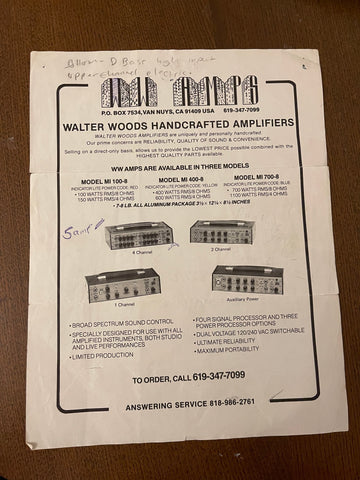 D Bass
upper channel
WW AMPS
P.O. BOX 7534, VAN NUYS, CA 91409 USA 619-347-7099
WALTER WOODS HANDCRAFTED AMPLIFIERS
WALTER WOODS AMPLIFIERS are uniquely and personally handcrafted.
Our prime concerns are RELIABILITY, QUALITY OF SOUND & CONVENIENCE.
Selling on a direct-only basis, allows us to provide the LOWEST PRICE possible combined with the
HIGHEST QUALITY PARTS available.
WW AMPS ARE AVAILABLE IN THREE MODELS
MODEL MI 100-8 MODEL MI 400-8 MODEL MI 700-8
INDICATOR LITE POWER CODE: RED INDICATOR LITE POWER CODE: YELLOW INDICATOR LITE POWER CODE: BLUE
• 100 WATTS RMS/8 OHMS • 400 WATTS RMS/8 OHMS • 700 WATTS RMS/8 OHMS
150 WATTS RMS/4 OHMS 600 WATTS RMS/4 OHMS 1100 WATTS RMS/4 OHMS
• 7-8 LB. ALL ALUMINUM PACKAGE
5 amp
4 Channel 2 Channel
1 Channel Auxiliary Power
• BROAD SPECTRUM SOUND CONTROL
• SPECIALLY DESIGNED FOR USE WITH ALL
AMPLIFIED INSTRUMENTS, BOTH STUDIO
AND LIVE PERFORMANCES
• LIMITED PRODUCTION
• FOUR SIGNAL PROCESSOR AND THREE
POWER PROCESSOR OPTIONS
• DUAL VOLTAGE 120/240 VAC SWITCHABLE
• ULTIMATE RELIABILITY
• MAXIMUM PORTABILITY
TO ORDER, CALL 619-347-7099
ANSWERING SERVICE 818-986-2761